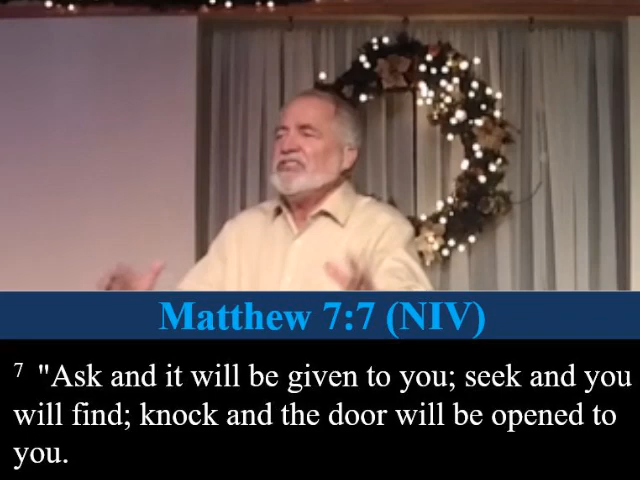 Matthew 7:7 (NIV)
7 "Ask and it will be given to you; seek and you
will find; knock and the door will be opened to
you.